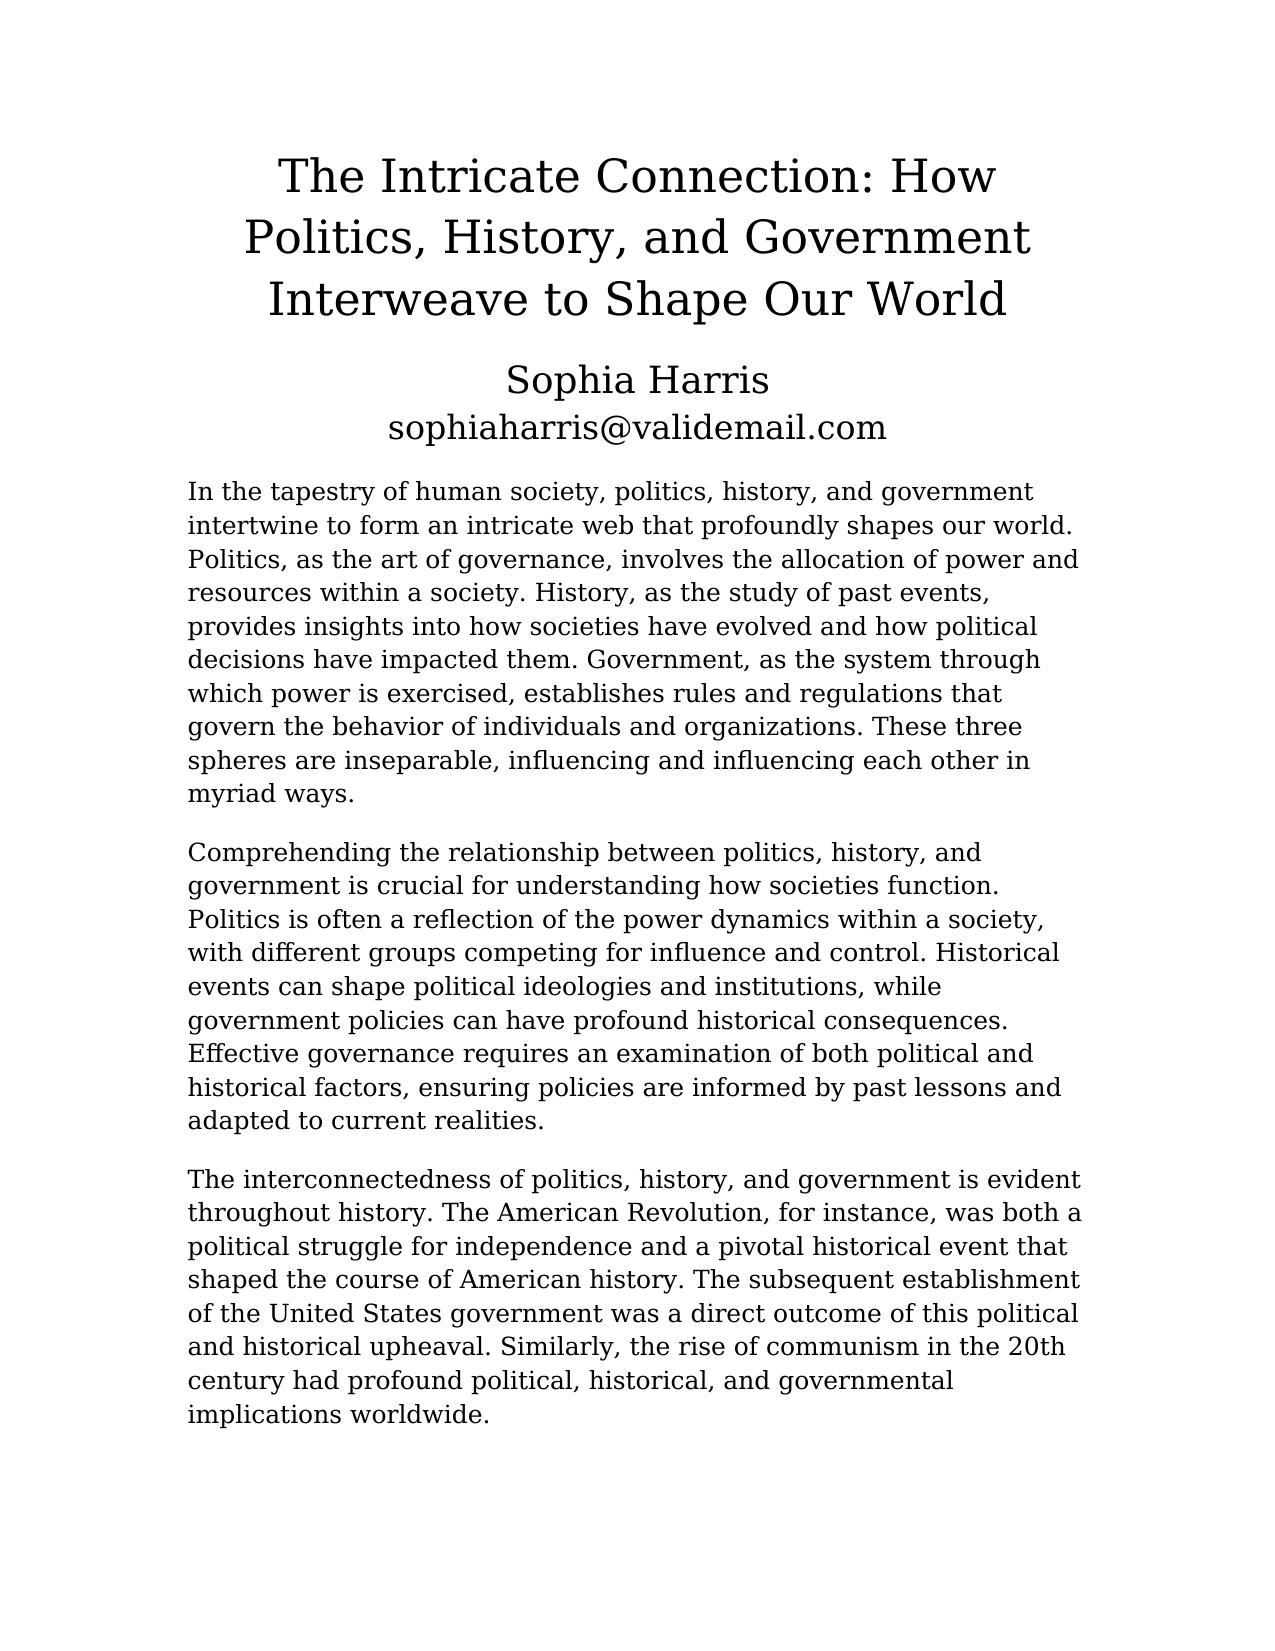 The Intricate Connection: How
Politics, History, and Government
Interweave to Shape Our World
Sophia Harris
sophiaharris@validemail.com
In the tapestry of human society, politics, history, and government
intertwine to form an intricate web that profoundly shapes our world.
Politics, as the art of governance, involves the allocation of power and
resources within a society. History, as the study of past events,
provides insights into how societies have evolved and how political
decisions have impacted them. Government, as the system through
which power is exercised, establishes rules and regulations that
govern the behavior of individuals and organizations. These three
spheres are inseparable, influencing and influencing each other in
myriad ways.
Comprehending the relationship between politics, history, and
government is crucial for understanding how societies function.
Politics is often a reflection of the power dynamics within a society,
with different groups competing for influence and control. Historical
events can shape political ideologies and institutions, while
government policies can have profound historical consequences.
Effective governance requires an examination of both political and
historical factors, ensuring policies are informed by past lessons and
adapted to current realities.
The interconnectedness of politics, history, and government is evident
throughout history. The American Revolution, for instance, was both a
political struggle for independence and a pivotal historical event that
shaped the course of American history. The subsequent establishment
of the United States government was a direct outcome of this political
and historical upheaval. Similarly, the rise of communism in the 20th
century had profound political, historical, and governmental
implications worldwide.